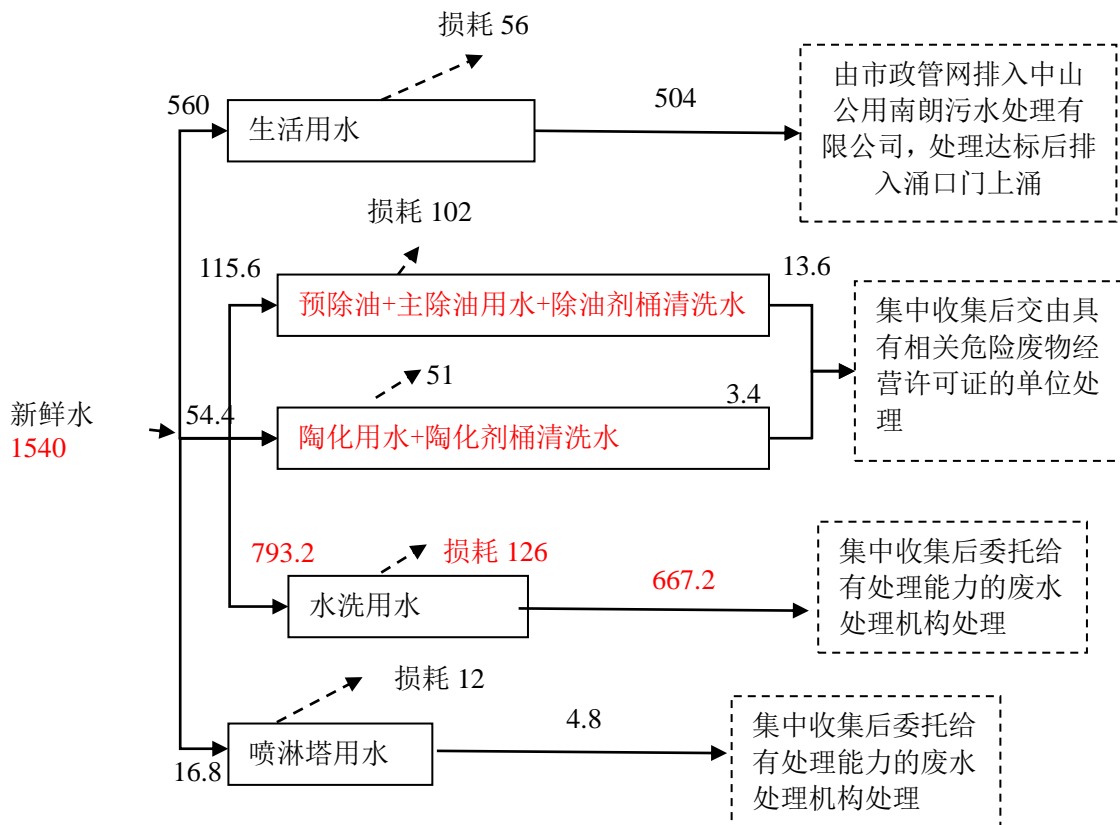 损耗 56
560
生活用水
504
由市政管网排入中山
公用南朗污水处理有
限公司，处理达标后排
入涌口门上涌
损耗 102
115.6
预除油+主除油用水+除油剂桶清洗水
13.6
集中收集后交由具
有相关危险废物经
营许可证的单位处
理
51
新鲜水
1540
54.4
陶化用水+陶化剂桶清洗水
3.4
793.2
损耗 126
水洗用水
667.2
集中收集后委托给
有处理能力的废水
处理机构处理
损耗 12
16.8
喷淋塔用水
4.8
集中收集后委托给
有处理能力的废水
处理机构处理